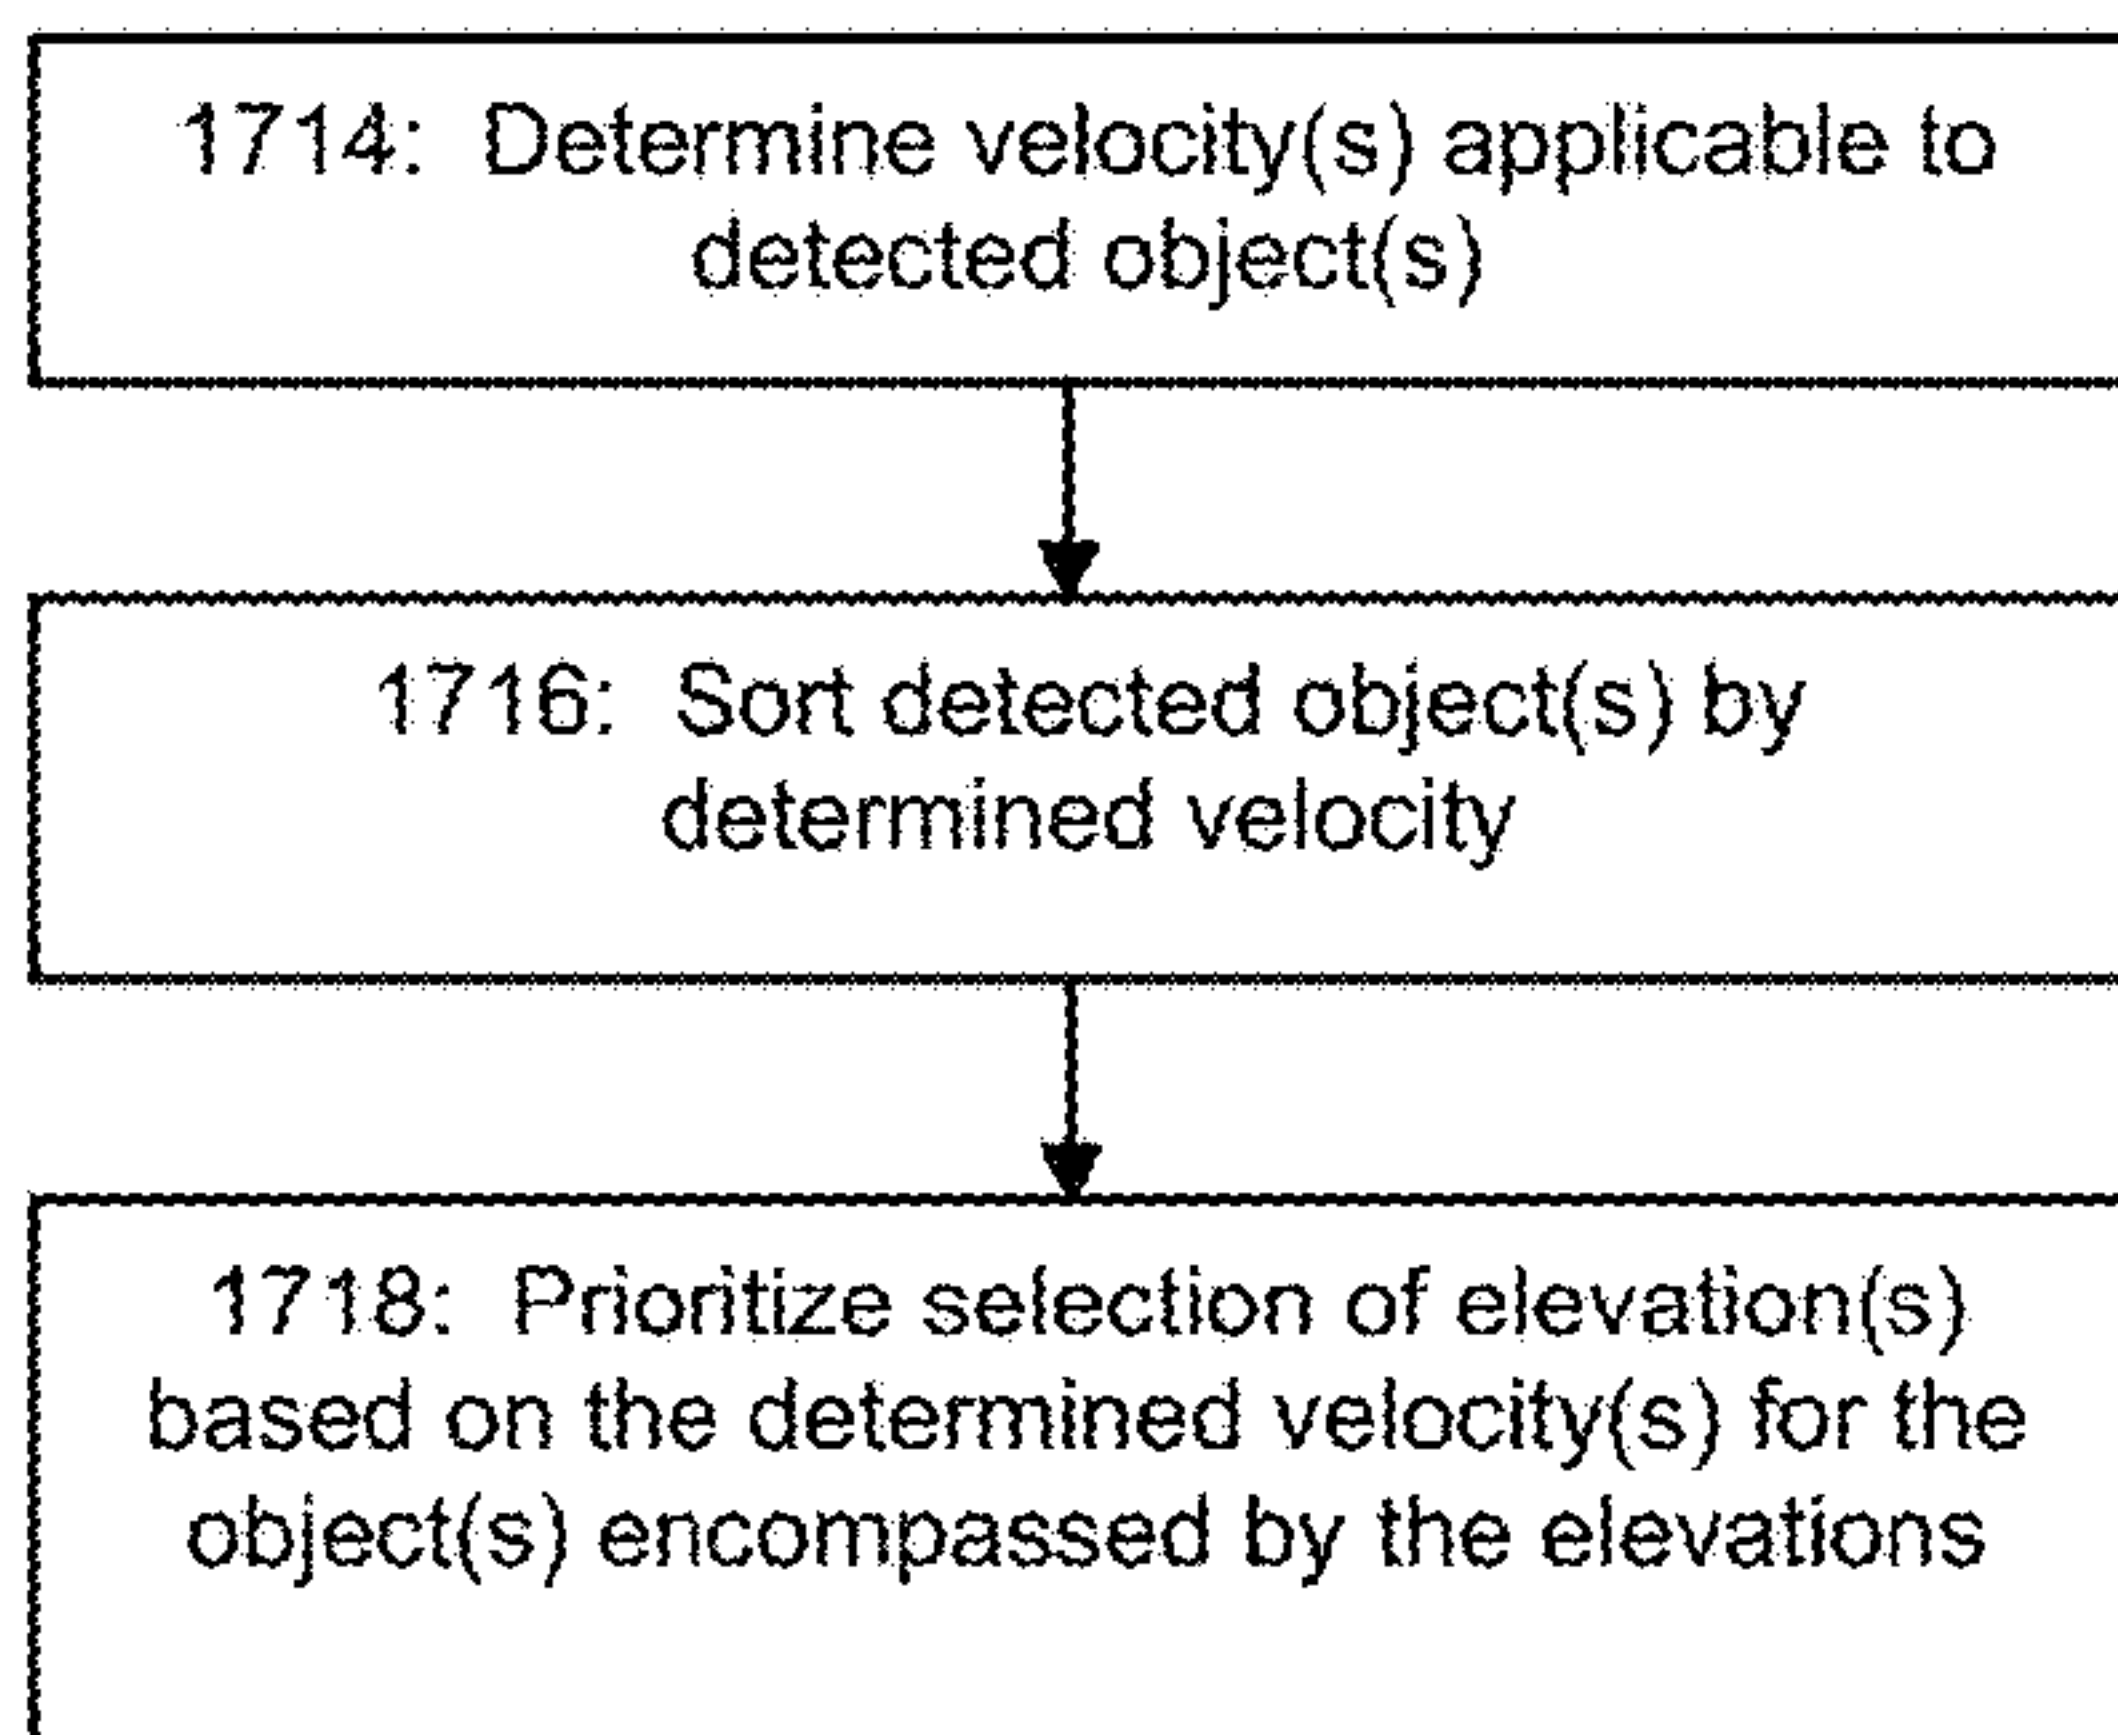 1714: Determine velocity(s) applicable to
detected object(s)
1716: Sort detected object(s) by
determined velocity
1718: Prioritize selection of elevation(s)
based on the determined velocity(s) for the
object(s) encompassed by the elevations